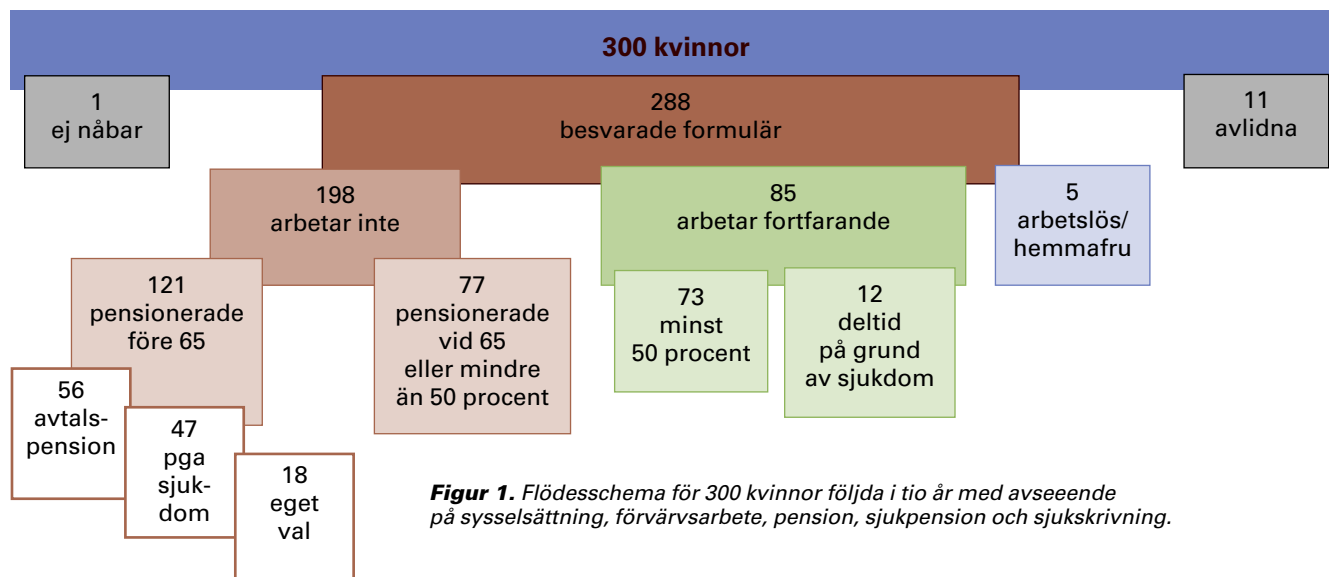 300 kvinnor
1
ej nåbar
288
besvarade formulär
11
avlidna
198
arbetar inte
85
arbetar fortfarande
5
arbetslös/
hemmafru
121
pensionerade
före 65
77
pensionerade
vid 65
eller mindre
än 50 procent
73
minst
50 procent
12
deltid
på grund
av sjukdom
56
avtals-
pension
47
pga
sjuk-
dom
18
eget
val
Figur 1. Flödesschema för 300 kvinnor följda i tio år med avseeende
på sysselsättning, förvärvsarbete, pension, sjukpension och sjukskrivning.